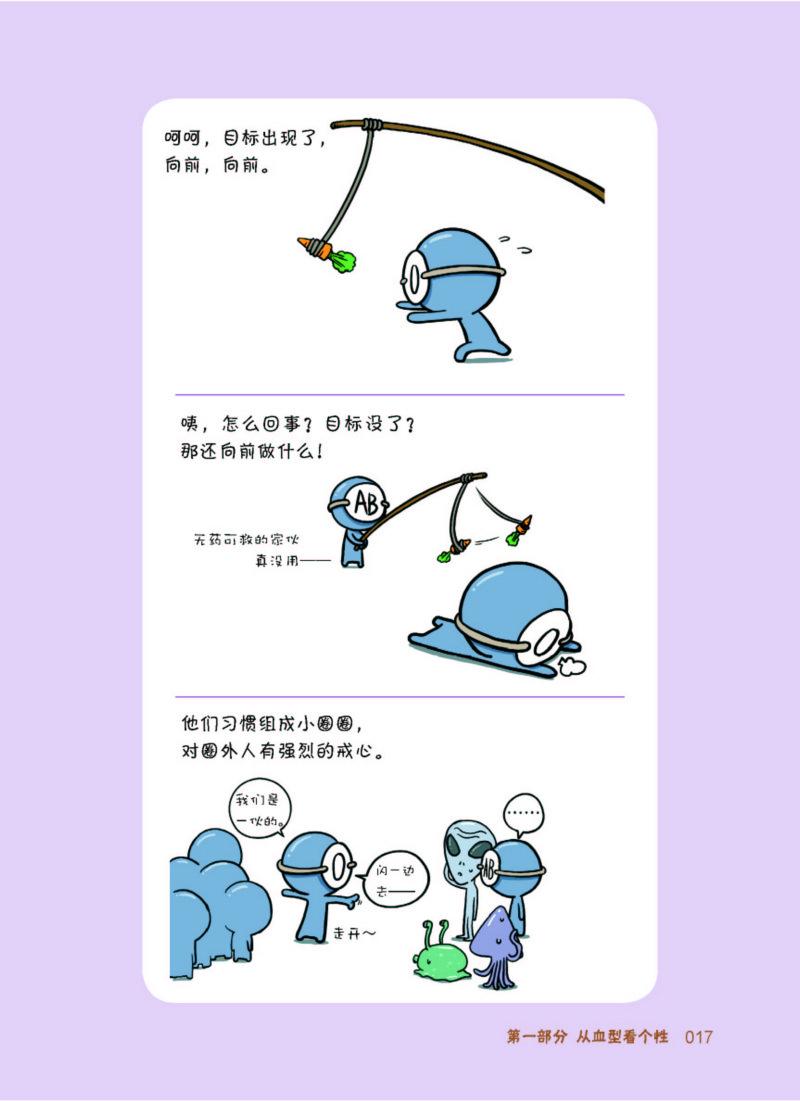 呵呵，目标出现了，
向前，向前。
咦，怎么回事？目标没了？
那还向前做什么！
AB
无药可救的家伙
真没用——
O
他们习惯组成小圈圈，
对圈外人有强烈的戒心。
我们是
一伙的。
O
闪一边
去——
走开～
……
AB
第一部分 从血型看个性 017